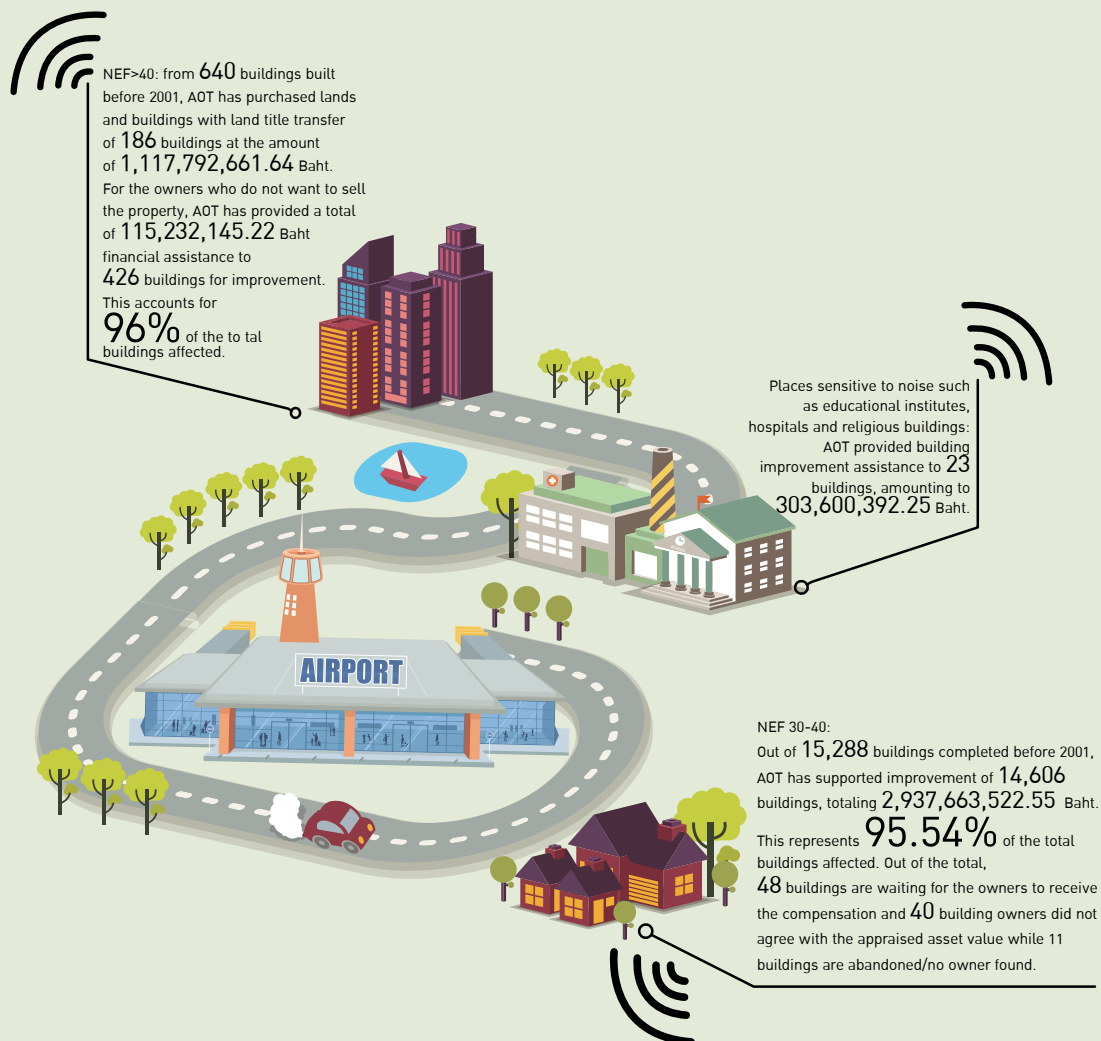 NEF>40: from 640 buildings built
before 2001, AOT has purchased lands
and buildings with land title transfer
of 186 buildings at the amount
of 1,117,792,661.64 Baht.
For the owners who do not want to sell
the property, AOT has provided a total
of 115,232,145.22 Baht
financial assistance to
426 buildings for improvement.
This accounts for
96% of the to tal
buildings affected.
Places sensitive to noise such
as educational institutes,
hospitals and religious buildings:
AOT provided building
improvement assistance to 23
buildings, amounting to
303,600,392.25 Baht.
AIRPORT
NEF 30-40:
Out of 15,288 buildings completed before 2001,
AOT has supported improvement of 14,606
buildings, totaling 2,937,663,522.55 Baht.
This represents 95.54% of the total
buildings affected. Out of the total,
48 buildings are waiting for the owners to receive
the compensation and 40 building owners did not
agree with the appraised asset value while 11
buildings are abandoned/no owner found.